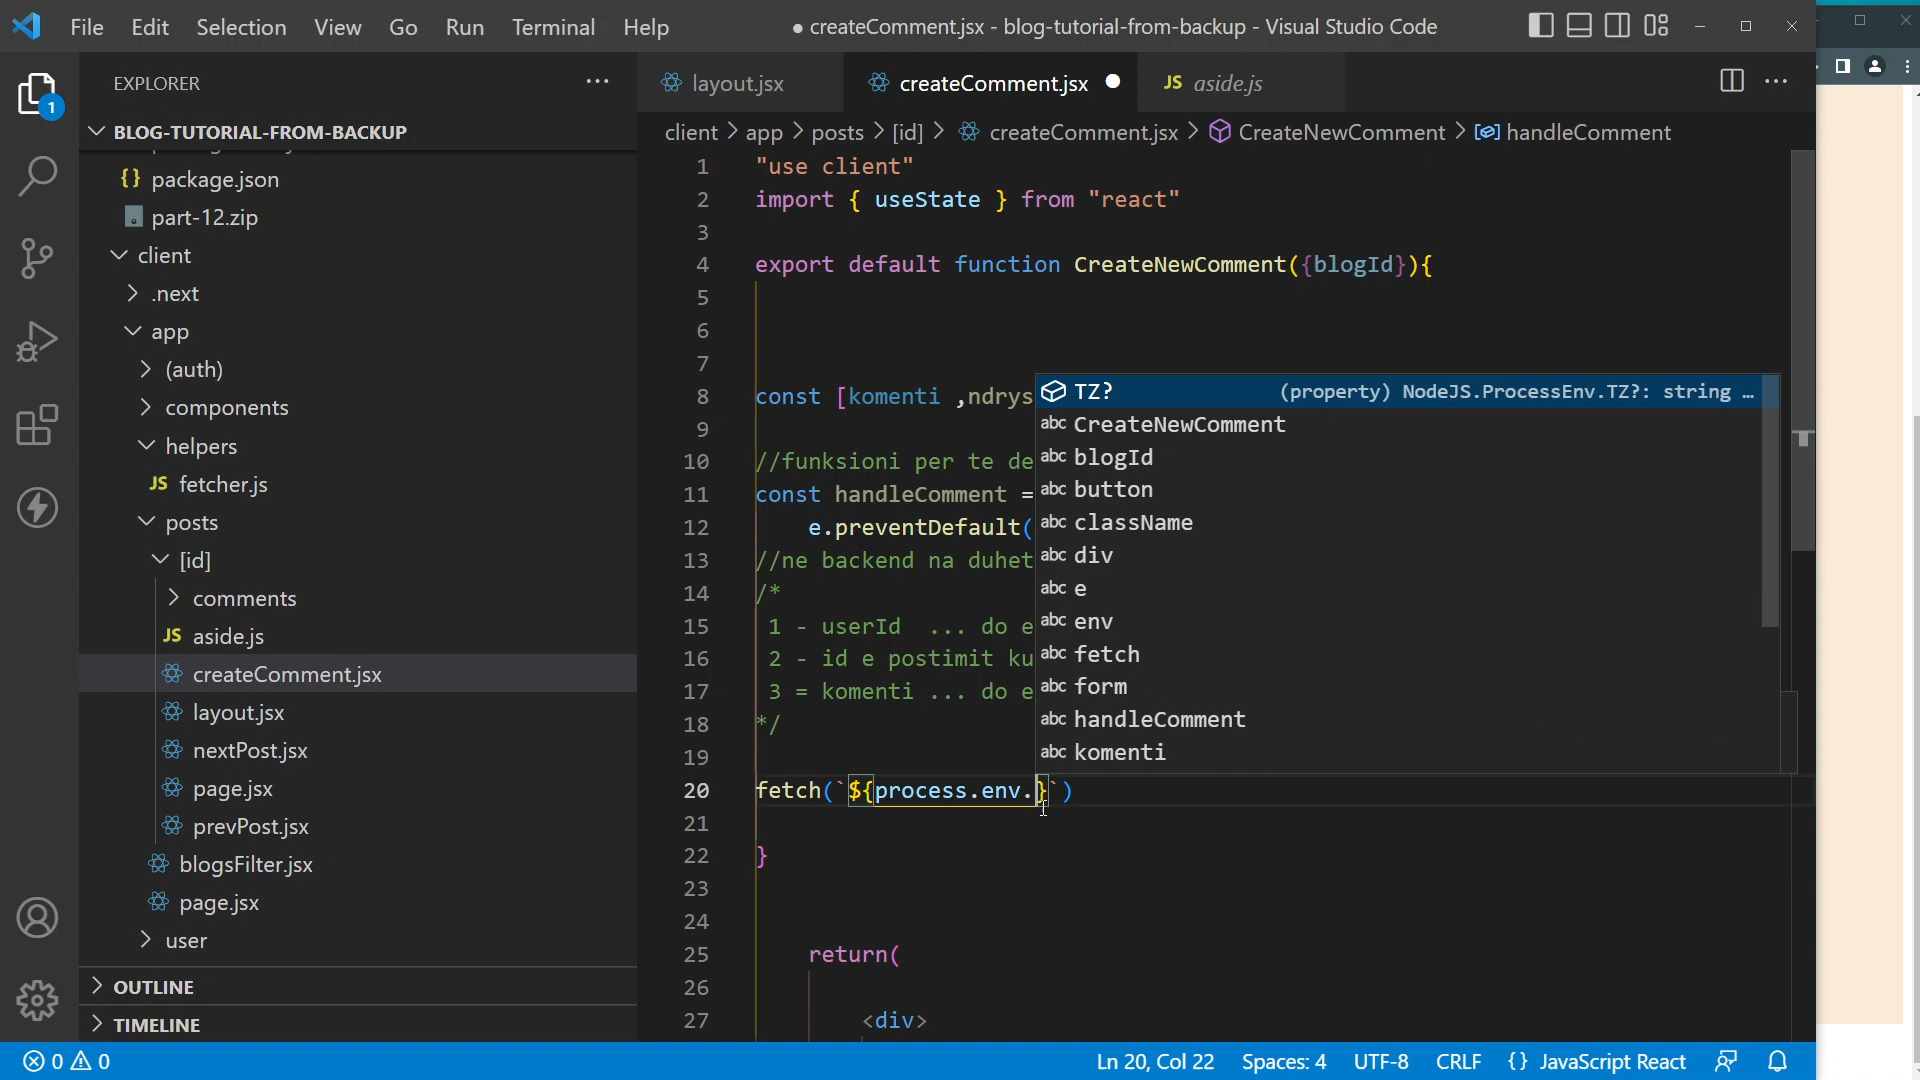 File Edit Selection View Go Run Terminal Help
● createComment.jsx - blog-tutorial-from-backup - Visual Studio Code
1
EXPLORER
BLOG-TUTORIAL-FROM-BACKUP
{} package.json
part-12.zip
client
.next
app
(auth)
components
helpers
JS fetcher.js
posts
[id]
comments
JS aside.js
createComment.jsx
layout.jsx
nextPost.jsx
page.jsx
prevPost.jsx
blogsFilter.jsx
page.jsx
user
OUTLINE
TIMELINE
layout.jsx createComment.jsx JS aside.js
client > app > posts > [id] > createComment.jsx > CreateNewComment > handleComment
1 "use client"
2 import { useState } from "react"
3
4 export default function CreateNewComment({blogId}){
5
6
7
8 const [komenti ,ndrys
9
10 //funksioni per te de
11 const handleComment =
12 e.preventDefault(
13 //ne backend na duhet
14 /*
15 1 - userId ... do e
16 2 - id e postimit ku
17 3 = komenti ... do e
18 */
19
20 fetch(`${process.env.}`)
21
22 }
23
24
25 return(
26
27 <div>
TZ? (property) NodeJS.ProcessEnv.TZ?: string …
abc CreateNewComment
abc blogId
abc button
abc className
abc div
abc e
abc env
abc fetch
abc form
abc handleComment
abc komenti
0 0
Ln 20, Col 22 Spaces: 4 UTF-8 CRLF {} JavaScript React